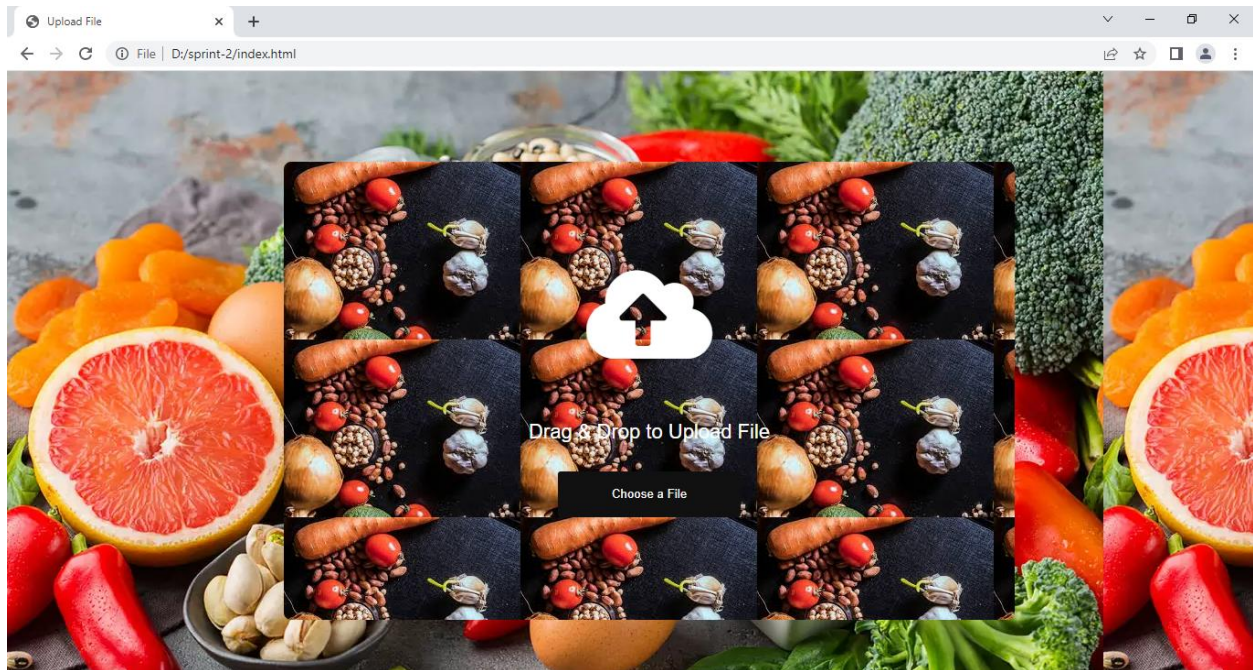 Upload File
File
D:/sprint-2/index.html
Drag & Drop to Upload File
Choose a File